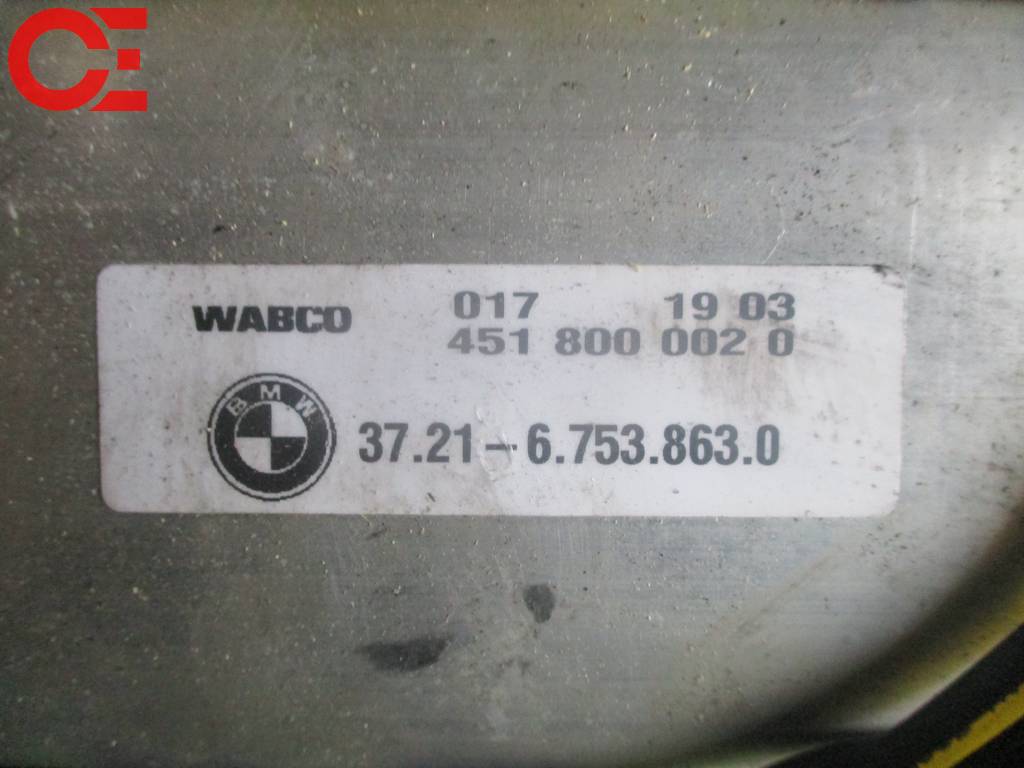 CE
WABCO 017 19 03
451 800 002 0
BMW
37.21-6.753.863.0